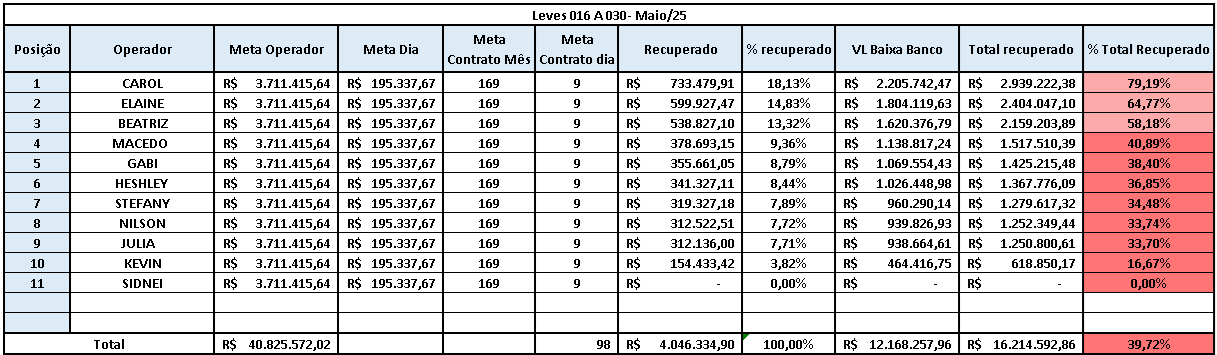 Leves 016 A 030- Maio/25
Posição Operador Meta Operador Meta Dia Meta Contrato Mês Meta Contrato dia Recuperado % recuperado VL Baixa Banco Total recuperado % Total Recuperado
1 CAROL R$ 3.711.415,64 R$ 195.337,67 169 9 R$ 733.479,91 18,13% R$ 2.205.742,47 R$ 2.939.222,38 79,19%
2 ELAINE R$ 3.711.415,64 R$ 195.337,67 169 9 R$ 599.927,47 14,83% R$ 1.804.119,63 R$ 2.404.047,10 64,77%
3 BEATRIZ R$ 3.711.415,64 R$ 195.337,67 169 9 R$ 538.827,10 13,32% R$ 1.620.376,79 R$ 2.159.203,89 58,18%
4 MACEDO R$ 3.711.415,64 R$ 195.337,67 169 9 R$ 378.693,15 9,36% R$ 1.138.817,24 R$ 1.517.510,39 40,89%
5 GABI R$ 3.711.415,64 R$ 195.337,67 169 9 R$ 355.661,05 8,79% R$ 1.069.554,43 R$ 1.425.215,48 38,40%
6 HESHLEY R$ 3.711.415,64 R$ 195.337,67 169 9 R$ 341.327,11 8,44% R$ 1.026.448,98 R$ 1.367.776,09 36,85%
7 STEFANY R$ 3.711.415,64 R$ 195.337,67 169 9 R$ 319.327,18 7,89% R$ 960.290,14 R$ 1.279.617,32 34,48%
8 NILSON R$ 3.711.415,64 R$ 195.337,67 169 9 R$ 312.522,51 7,72% R$ 939.826,93 R$ 1.252.349,44 33,74%
9 JULIA R$ 3.711.415,64 R$ 195.337,67 169 9 R$ 312.136,00 7,71% R$ 938.664,61 R$ 1.250.800,61 33,70%
10 KEVIN R$ 3.711.415,64 R$ 195.337,67 169 9 R$ 154.433,42 3,82% R$ 464.416,75 R$ 618.850,17 16,67%
11 SIDNEI R$ 3.711.415,64 R$ 195.337,67 169 9 R$ - 0,00% R$ - R$ - 0,00%
Total R$ 40.825.572,02 98 R$ 4.046.334,90 100,00% R$ 12.168.257,96 R$ 16.214.592,86 39,72%